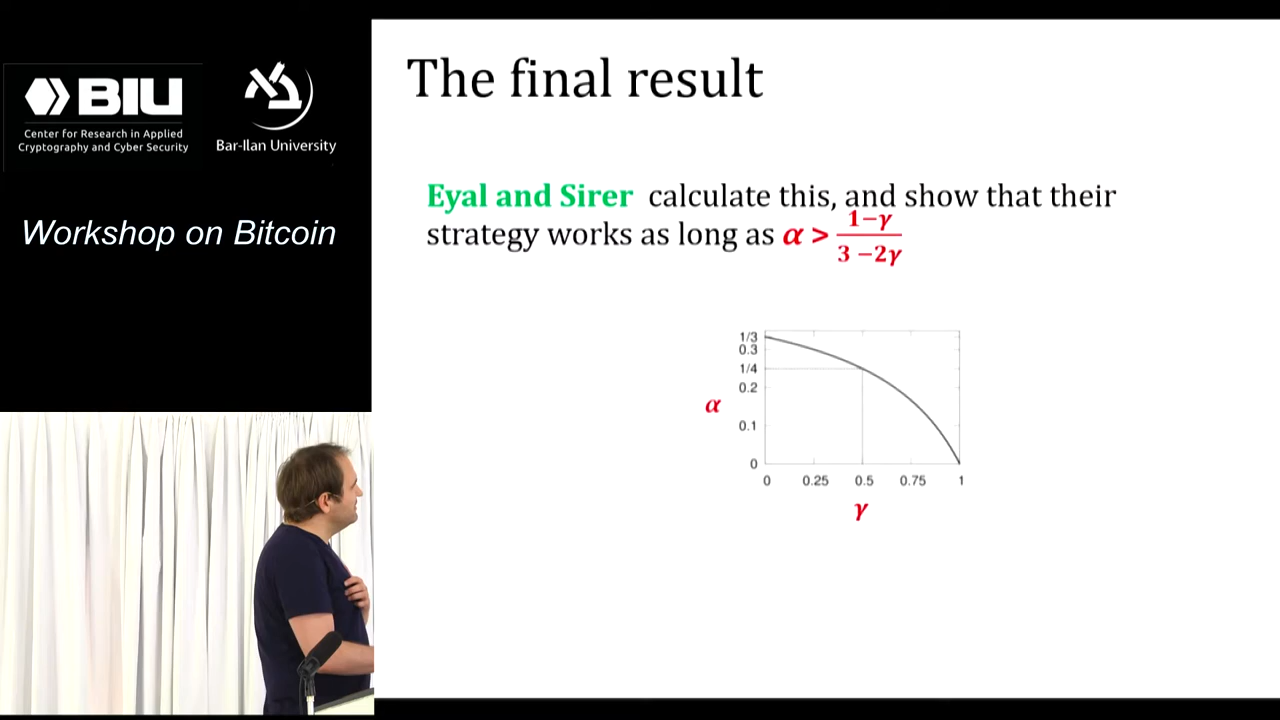 BIU
Center for Research in Applied
Cryptography and Cyber Security
Bar-Ilan University
Workshop on Bitcoin
The final result
Eyal and Sirer calculate this, and show that their
strategy works as long as α > 1−γ / 3 −2γ
1/3
0.3
1/4
0.2
0.1
0
α
0 0.25 0.5 0.75 1
γ